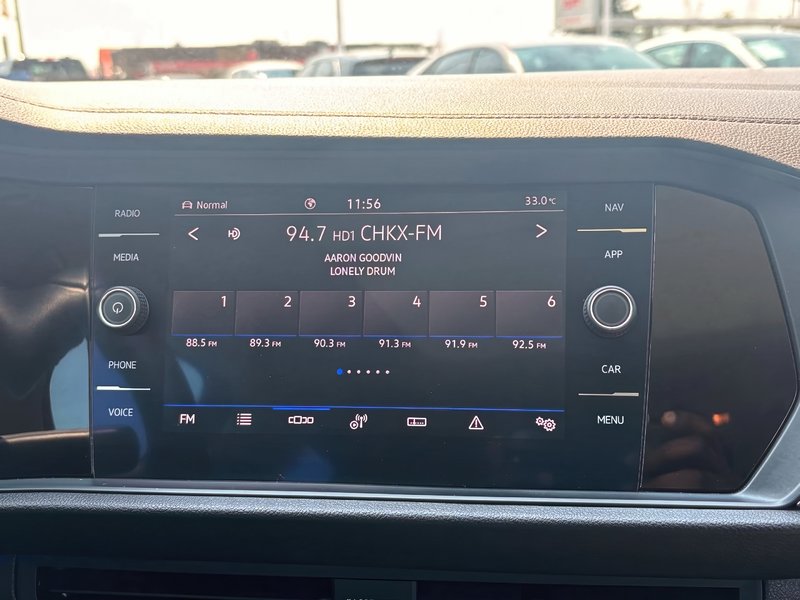 RADIO
MEDIA
PHONE
VOICE
Normal 11:56 33.0°C
< HD 94.7 HD1 CHKX-FM >
AARON GOODVIN
LONELY DRUM
1 2 3 4 5 6
88.5 FM 89.3 FM 90.3 FM 91.3 FM 91.9 FM 92.5 FM
FM
NAV
APP
CAR
MENU